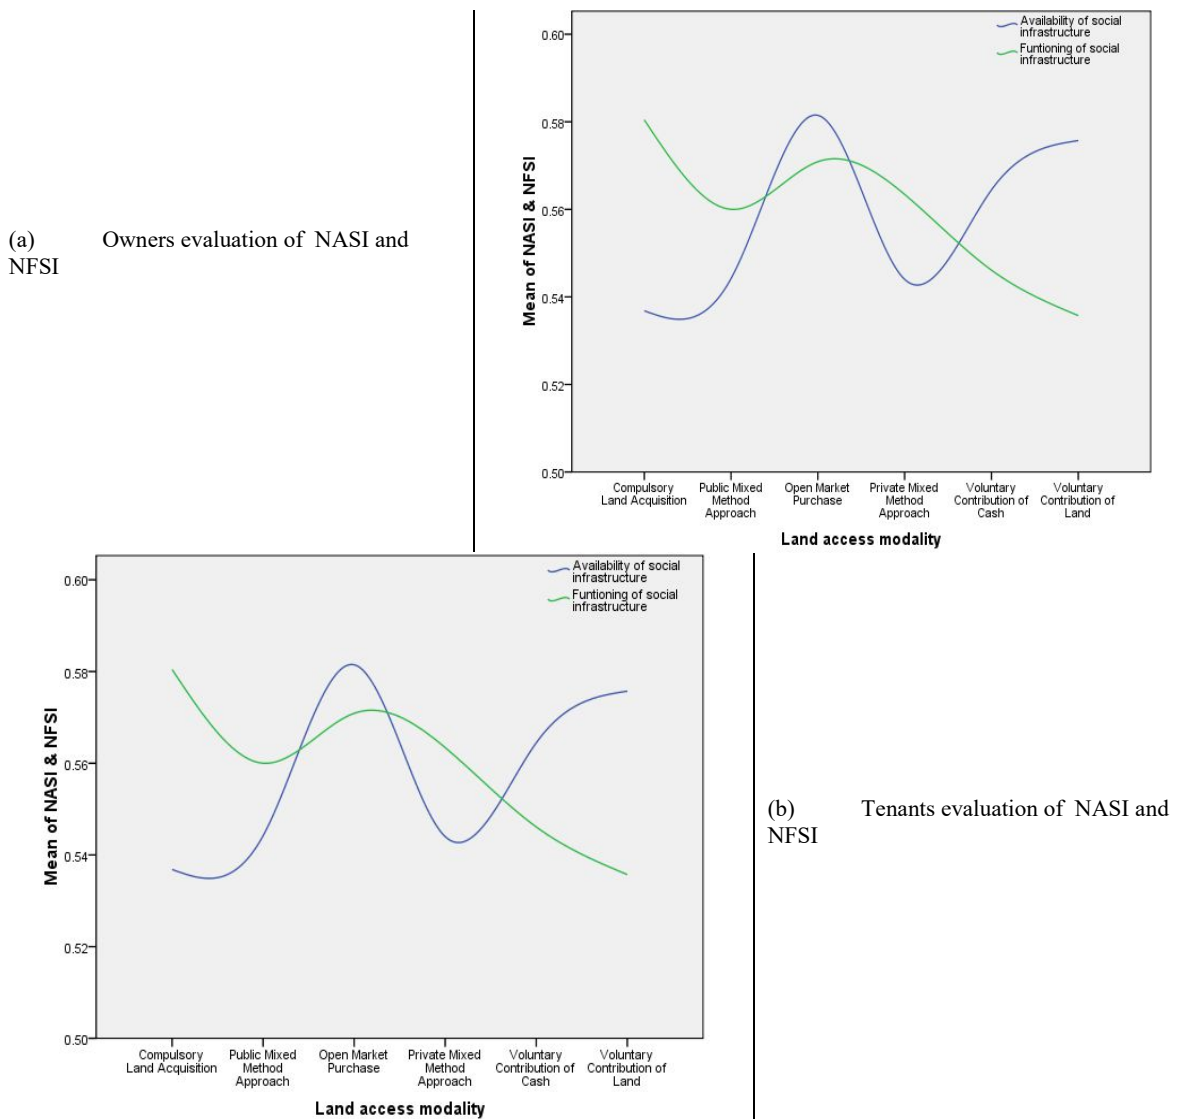 (a) Owners evaluation of NASI and
NFSI
Availability of social
infrastructure
Funtioning of social
infrastructure
Mean of NASI & NFSI
0.60
0.58
0.56
0.54
0.52
0.50
Compulsory
Land Acquisition
Public Mixed
Method
Approach
Open Market
Purchase
Private Mixed
Method
Approach
Voluntary
Contribution of
Cash
Voluntary
Contribution of
Land
Land access modality
Availability of social
infrastructure
Funtioning of social
infrastructure
Mean of NASI & NFSI
0.60
0.58
0.56
0.54
0.52
0.50
Compulsory
Land Acquisition
Public Mixed
Method
Approach
Open Market
Purchase
Private Mixed
Method
Approach
Voluntary
Contribution of
Cash
Voluntary
Contribution of
Land
Land access modality
(b) Tenants evaluation of NASI and
NFSI